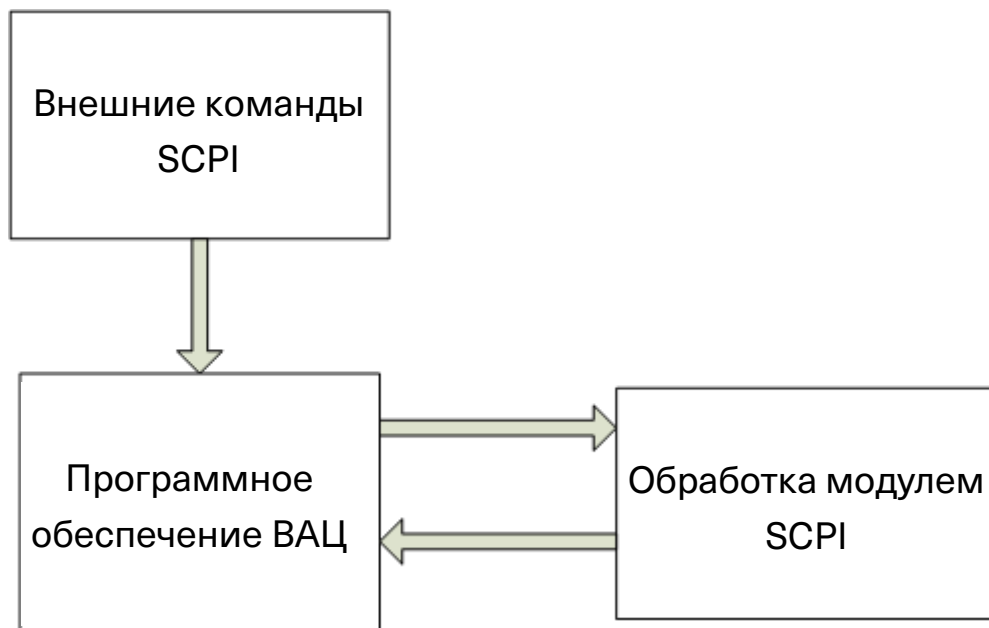 Внешние команды
SCPI
Программное
обеспечение ВАЦ
Обработка модулем
SCPI